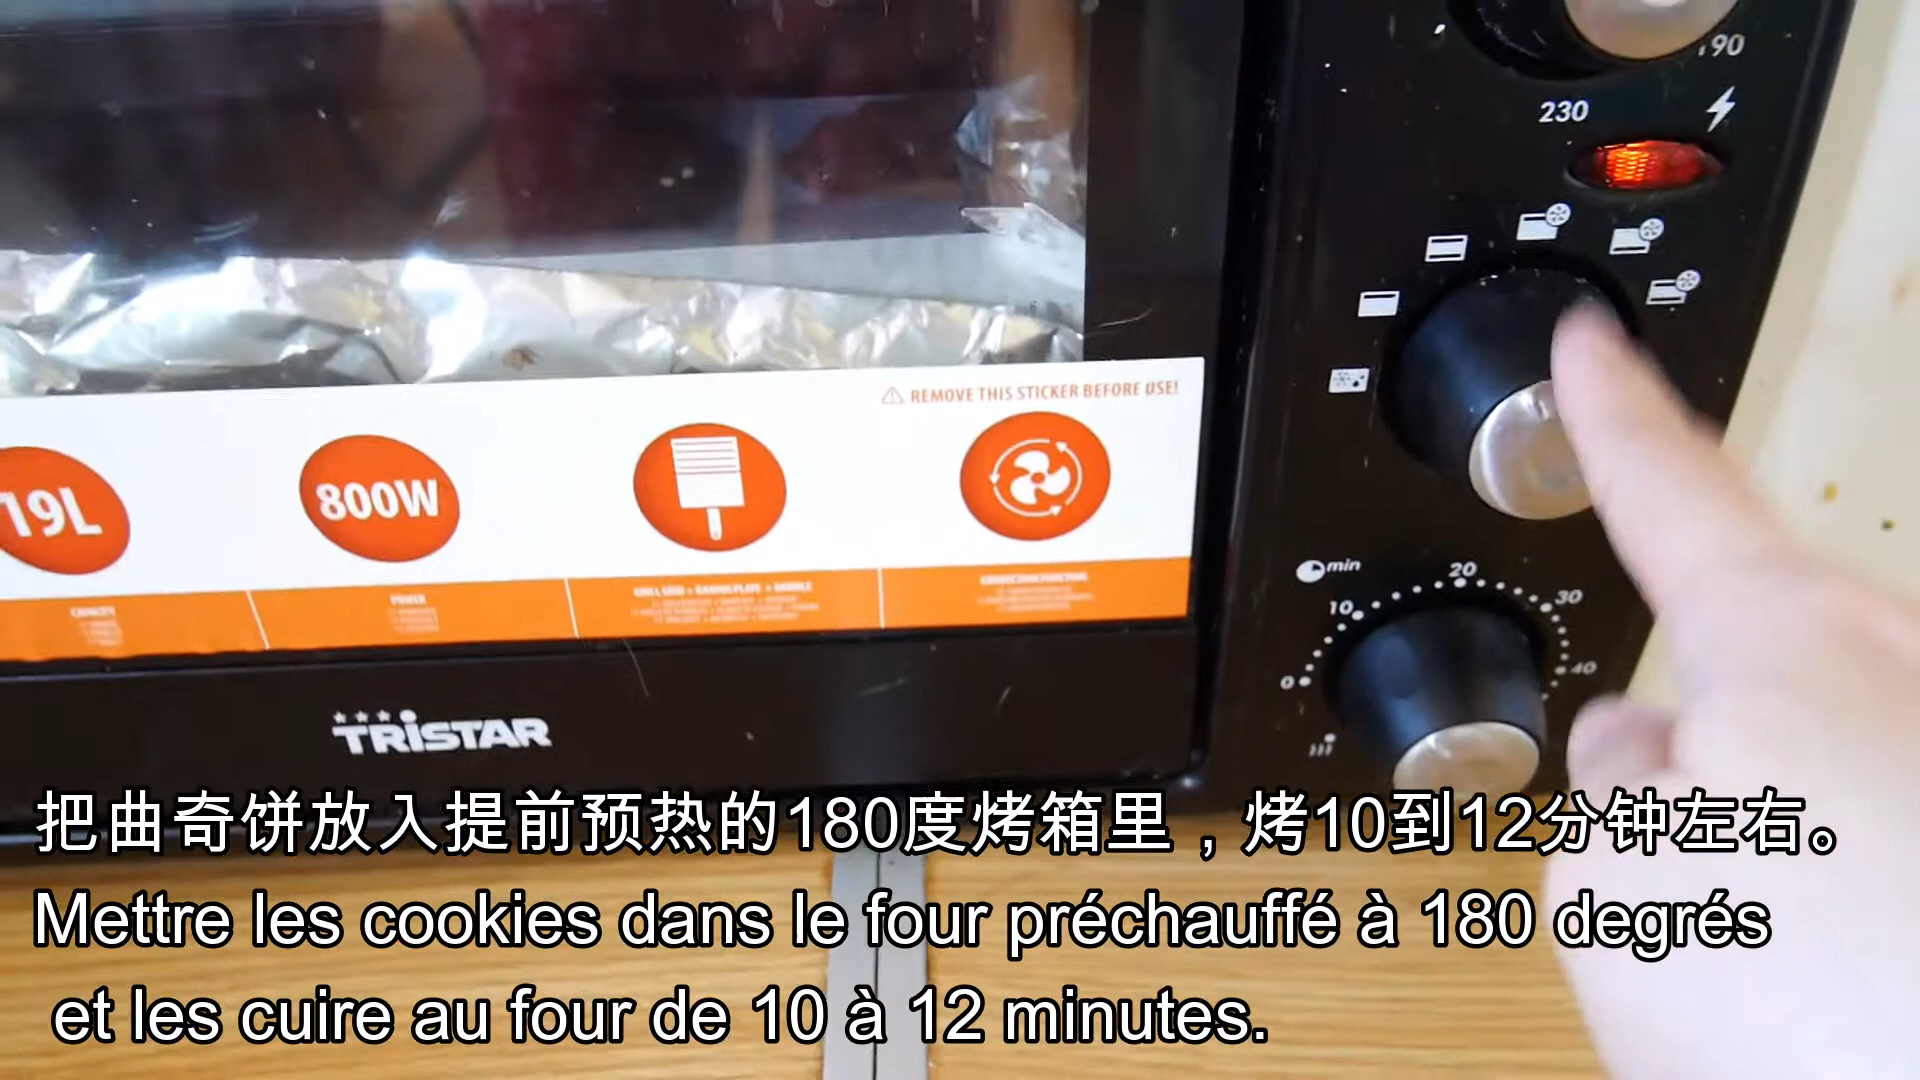 190
230
REMOVE THIS STICKER BEFORE USE!
19L
800W
CAPACITY
POWER
min
10
20
30
40
0
TRISTAR
把曲奇饼放入提前预热的180度烤箱里，烤10到12分钟左右。
Mettre les cookies dans le four préchauffé à 180 degrés
et les cuire au four de 10 à 12 minutes.